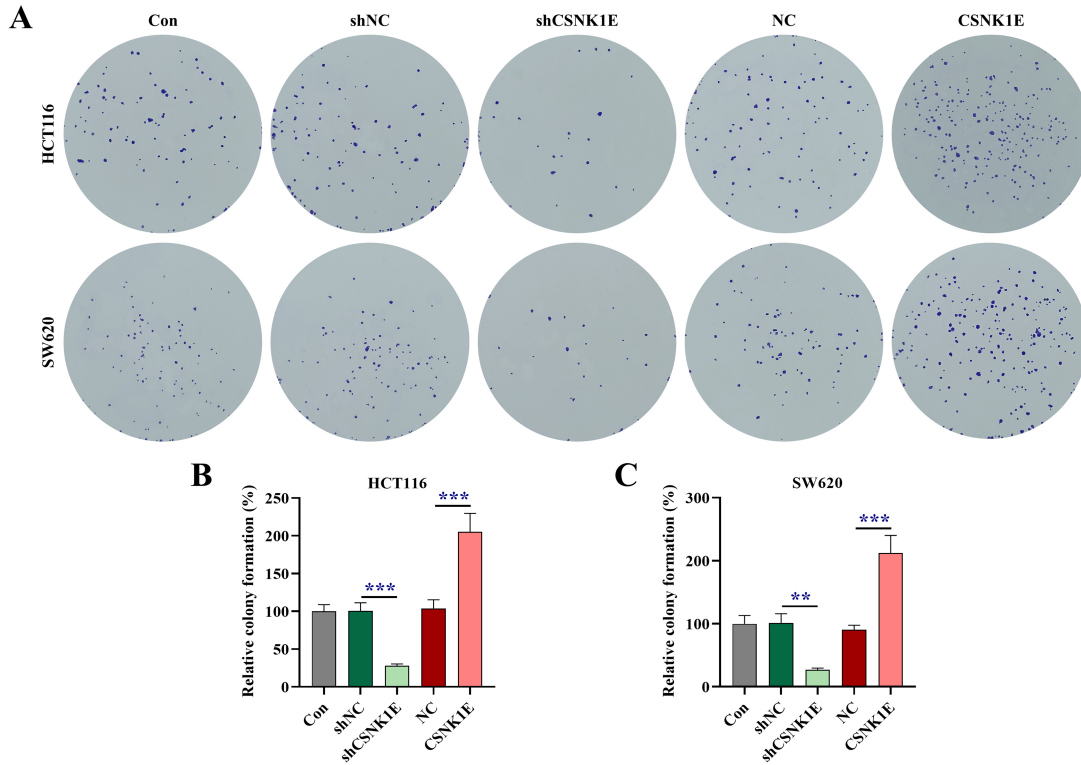 A
Con shNC shCSNK1E NC CSNK1E
HCT116
SW620
B
HCT116
Relative colony formation (%)
250
200
150
100
50
0
***
***
Con shNC shCSNK1E NC CSNK1E
C
SW620
Relative colony formation (%)
300
200
100
0
**
***
Con shNC shCSNK1E NC CSNK1E